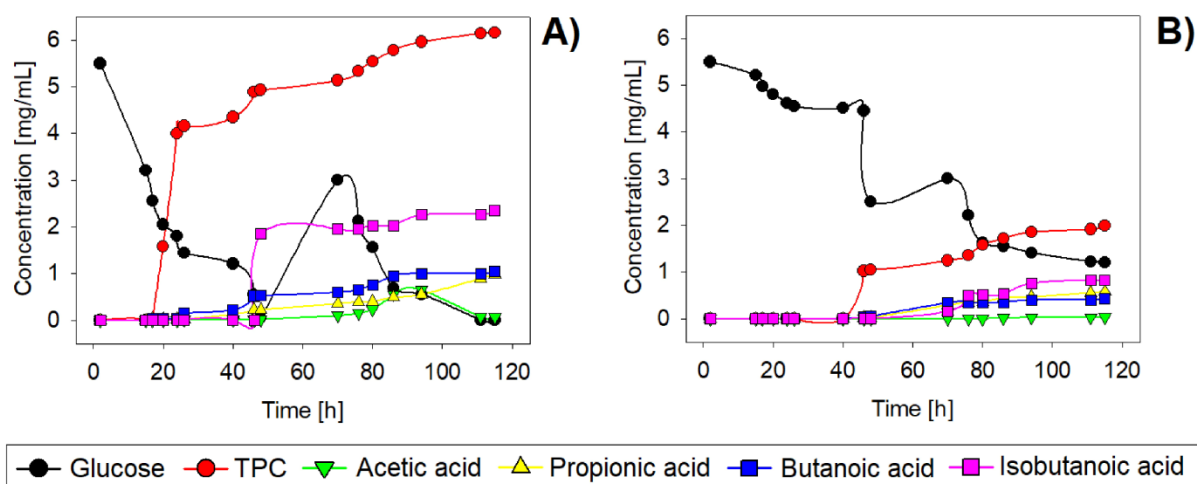 A)
Concentration [mg/mL]
6
5
4
3
2
1
0
0 20 40 60 80 100 120
Time [h]
B)
Concentration [mg/mL]
6
5
4
3
2
1
0
0 20 40 60 80 100 120
Time [h]
Glucose TPC Acetic acid Propionic acid Butanoic acid Isobutanoic acid